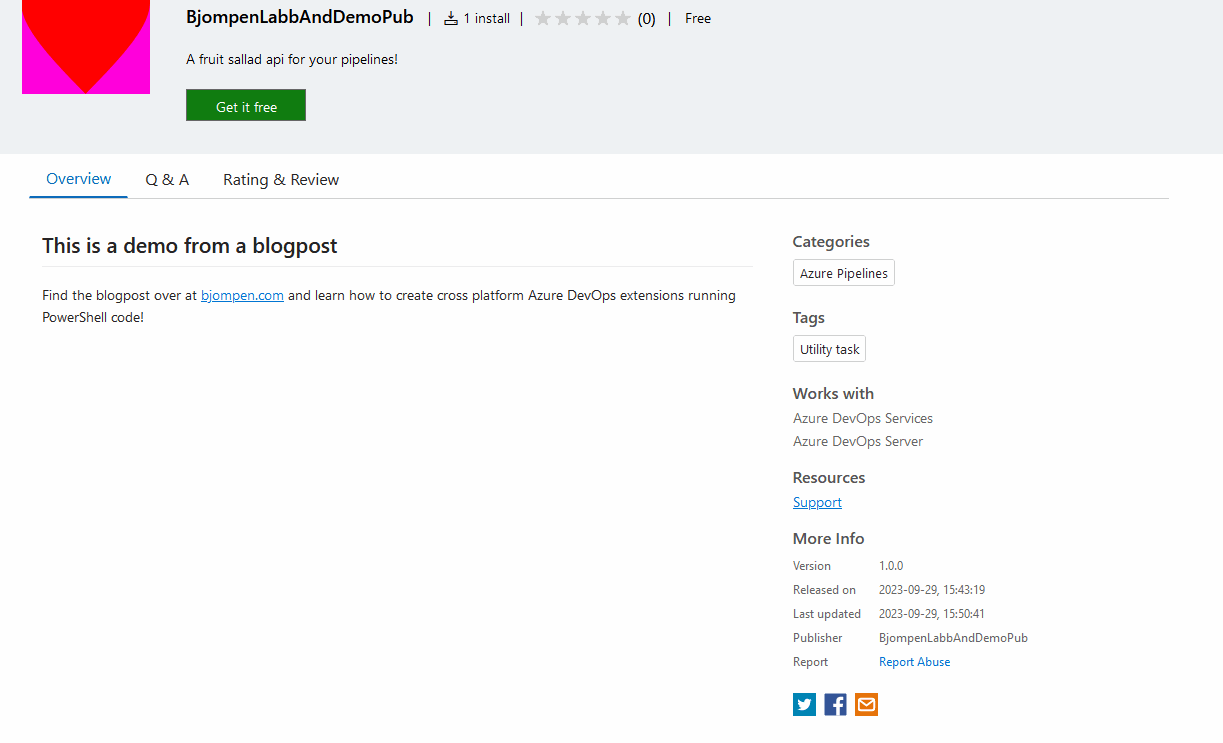 BjompenLabbAndDemoPub | 1 install | (0) | Free
A fruit sallad api for your pipelines!
Get it free
Overview Q & A Rating & Review
This is a demo from a blogpost
Find the blogpost over at bjompen.com and learn how to create cross platform Azure DevOps extensions running
PowerShell code!
Categories
Azure Pipelines
Tags
Utility task
Works with
Azure DevOps Services
Azure DevOps Server
Resources
Support
More Info
Version 1.0.0
Released on 2023-09-29, 15:43:19
Last updated 2023-09-29, 15:50:41
Publisher BjompenLabbAndDemoPub
Report Report Abuse